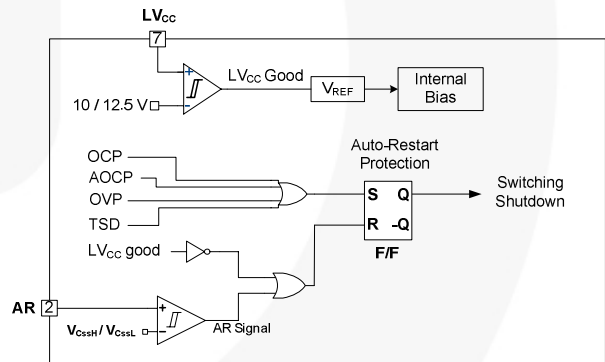 LVCC
7
LVCC Good
10 / 12.5 V
VREF
Internal
Bias
Auto-Restart
Protection
OCP
AOCP
OVP
TSD
S Q
R -Q
F/F
Switching
Shutdown
LVCC good
AR 2
VCssH / VCssL
AR Signal
+
-
+
-